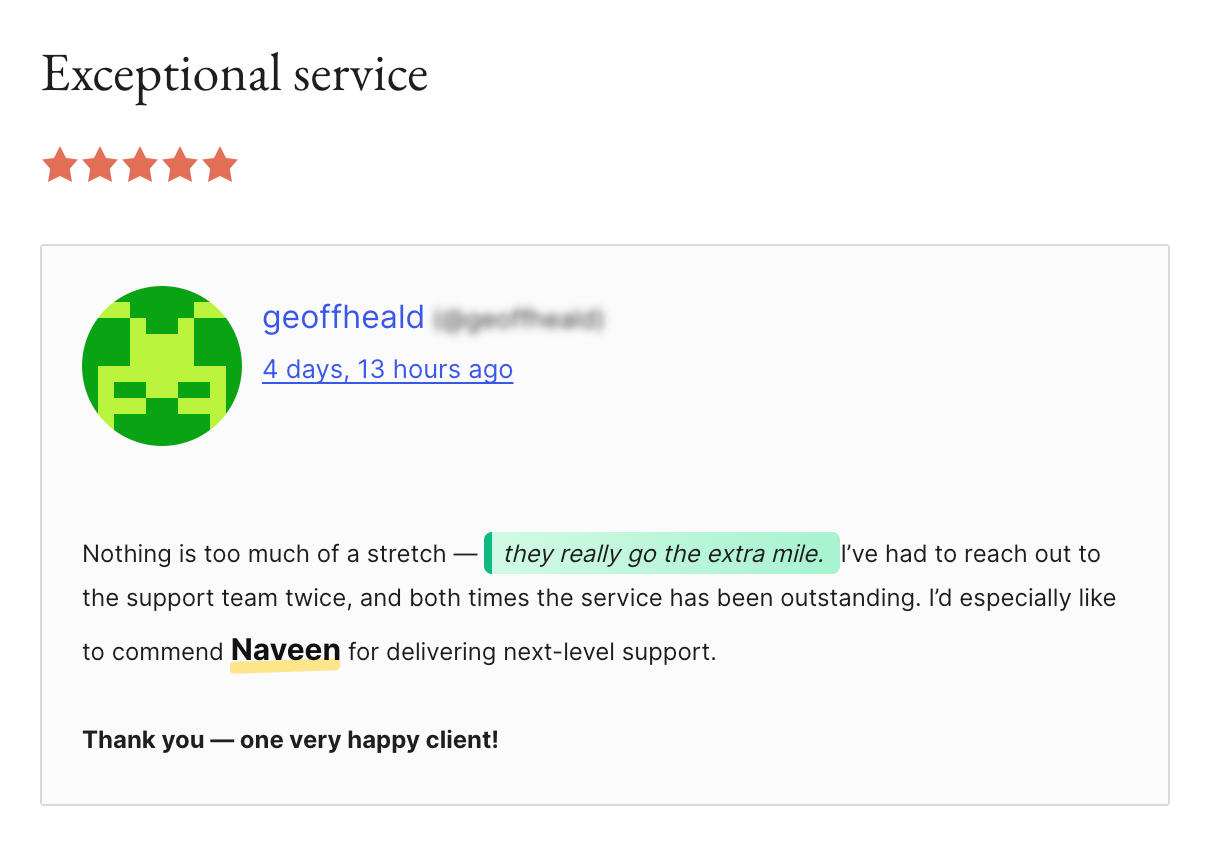 Exceptional service
geoffheald (@geoffheald)
4 days, 13 hours ago
Nothing is too much of a stretch — they really go the extra mile. I’ve had to reach out to
the support team twice, and both times the service has been outstanding. I’d especially like
to commend Naveen for delivering next-level support.
Thank you — one very happy client!